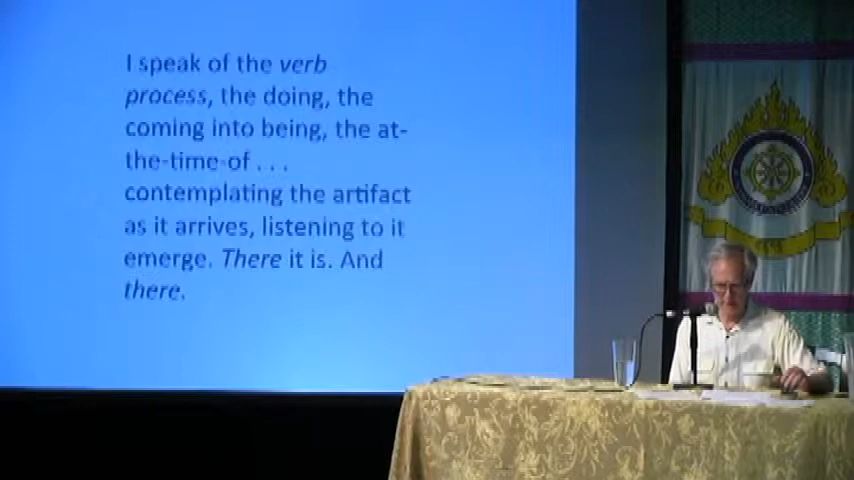 I speak of the verb
process, the doing, the
coming into being, the at-
the-time-of . . .
contemplating the artifact
as it arrives, listening to it
emerge. There it is. And
there.